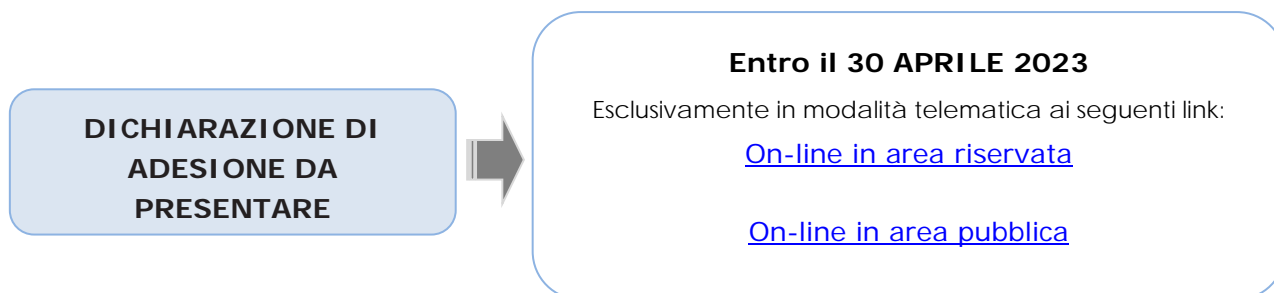 DICHIARAZIONE DI
ADESIONE DA
PRESENTARE
Entro il 30 APRILE 2023
Esclusivamente in modalità telematica ai seguenti link:
On-line in area riservata
On-line in area pubblica